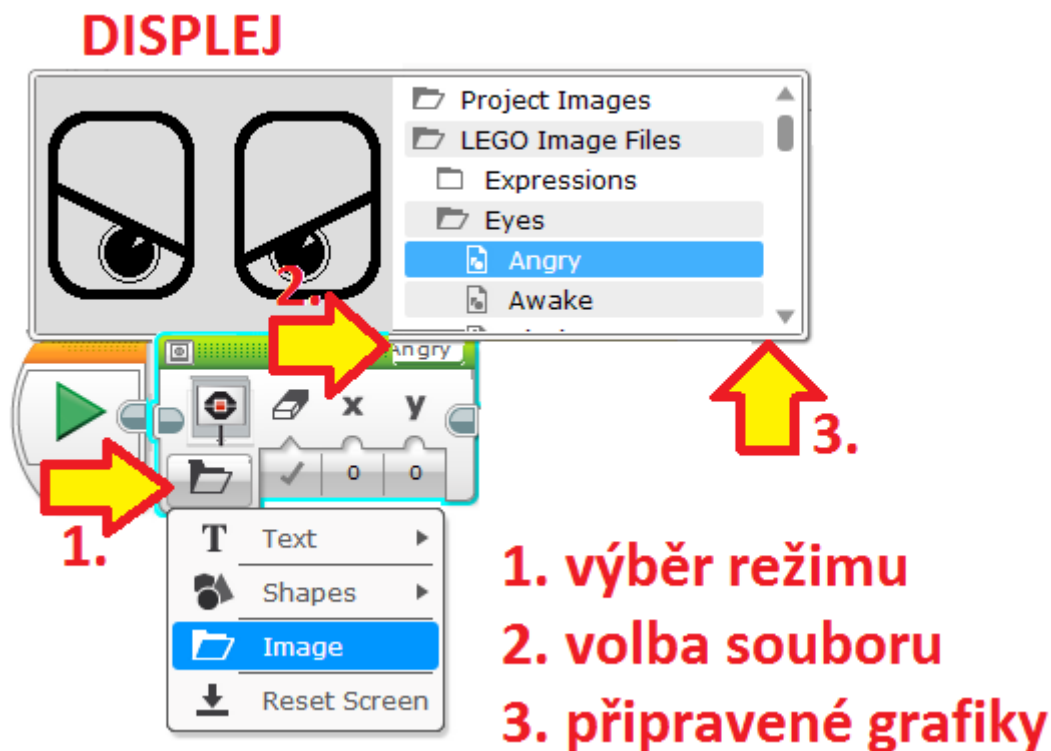 DISPLEJ
Project Images
LEGO Image Files
Expressions
Eyes
Angry
Awake
2.
Angry
x y
0 0
3.
1.
T Text
Shapes
Image
Reset Screen
1. výběr režimu
2. volba souboru
3. připravené grafiky